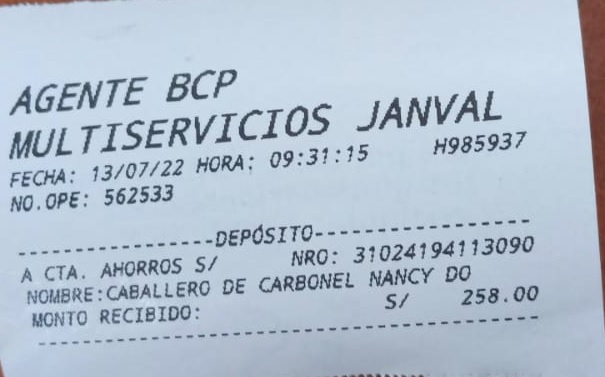 AGENTE BCP
MULTISERVICIOS JANVAL
FECHA: 13/07/22 HORA: 09:31:15 H985937
NO.OPE: 562533
-----------------DEPÓSITO-------------------
A CTA. AHORROS S/ NRO: 31024194113090
NOMBRE:CABALLERO DE CARBONEL NANCY DO
MONTO RECIBIDO: S/ 258.00
--------------------------------------------